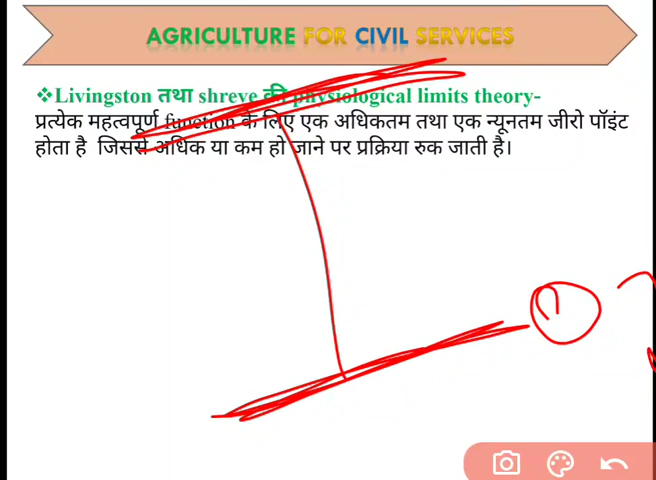 AGRICULTURE FOR CIVIL SERVICES
❖Livingston तथा shreve की physiological limits theory-
प्रत्येक महत्वपूर्ण function के लिए एक अधिकतम तथा एक न्यूनतम जीरो पॉइंट
होता है जिससे अधिक या कम हो जाने पर प्रक्रिया रुक जाती है।